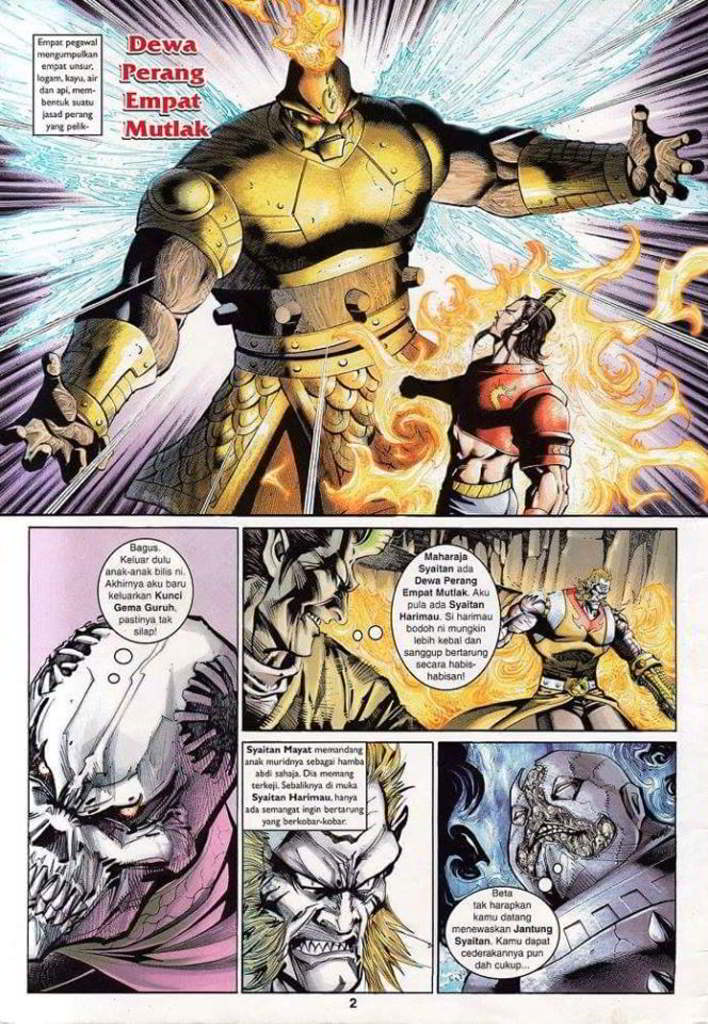 Empat pegawal
mengumpulkan
empat unsur,
logam, kayu, air
dan api, mem-
bentuk suatu
jasad perang
yang pelik-
Dewa
Perang
Empat
Mutlak
Bagus.
Keluar dulu
anak-anak bilis ni.
Akhirnya aku baru
keluarkan Kunci
Gema Guruh,
pastinya tak
silap!
Maharaja
Syaitan ada
Dewa Perang
Empat Mutlak. Aku
pula ada Syaitan
Harimau. Si harimau
bodoh ni mungkin
lebih kebal dan
sanggup bertarung
secara habis-
habisan!
Syaitan Mayat memandang
anak muridnya sebagai hamba
abdi sahaja. Dia memang
terkeji. Sebaliknya di muka
Syaitan Harimau, hanya
ada semangat ingin bertarung
yang berkobar-kobar.
Beta
tak harapkan
kamu datang
menewaskan Jantung
Syaitan. Kamu dapat
cederakannya pun
dah cukup...
2